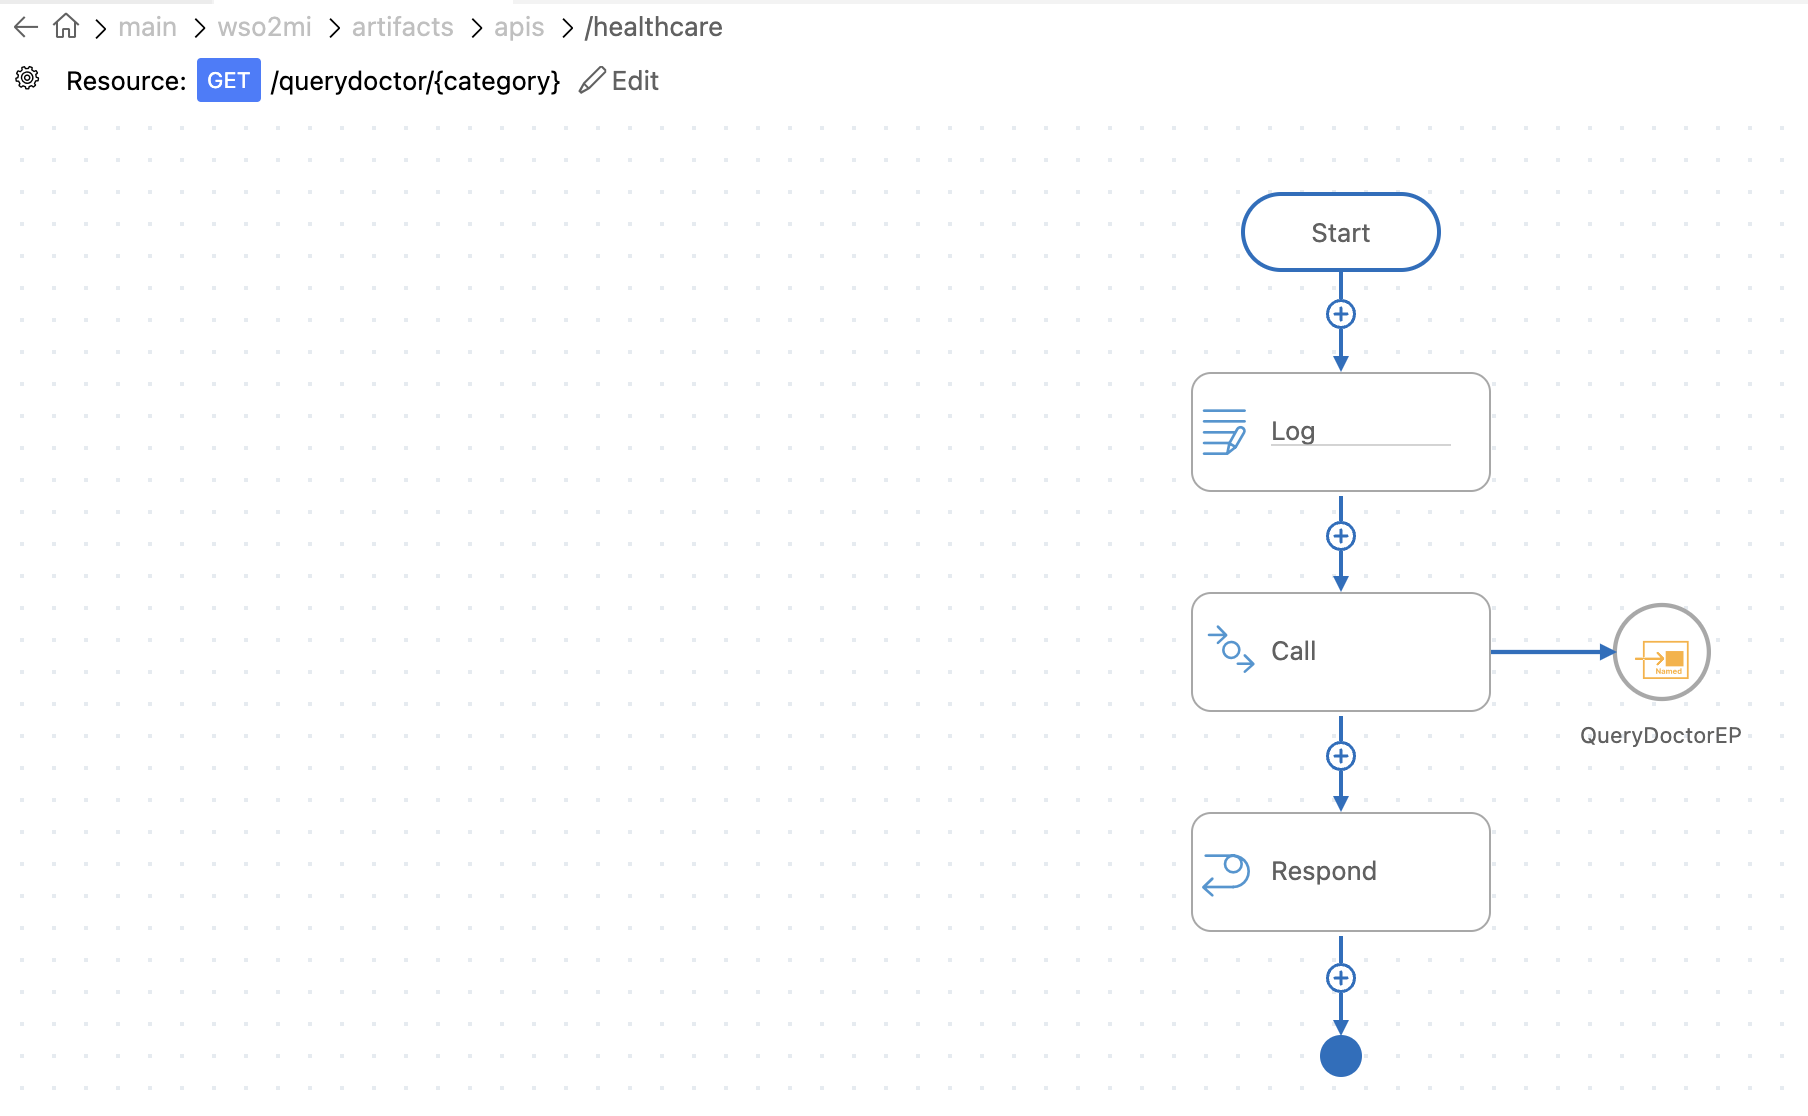 main wso2mi artifacts apis /healthcare
Resource: GET /querydoctor/{category} Edit
Start
Log
Call
Named
QueryDoctorEP
Respond